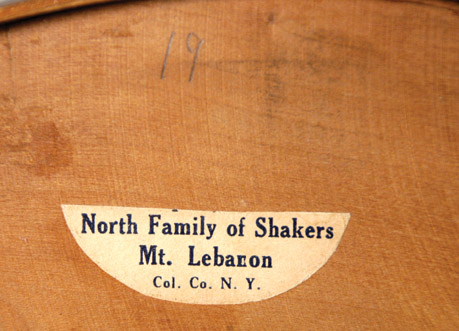 19
North Family of Shakers
Mt. Lebanon
Col. Co. N. Y.